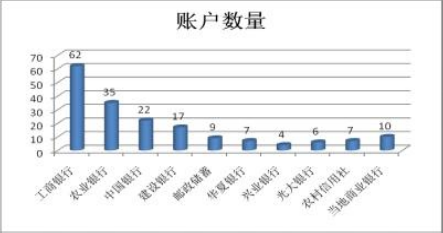 账户数量
70
60
50
40
30
20
10
0
62
35
22
17
9
7
4
6
7
10
工商银行
农业银行
中国银行
建设银行
邮政储蓄
华夏银行
兴业银行
光大银行
农村信用社
当地商业银行